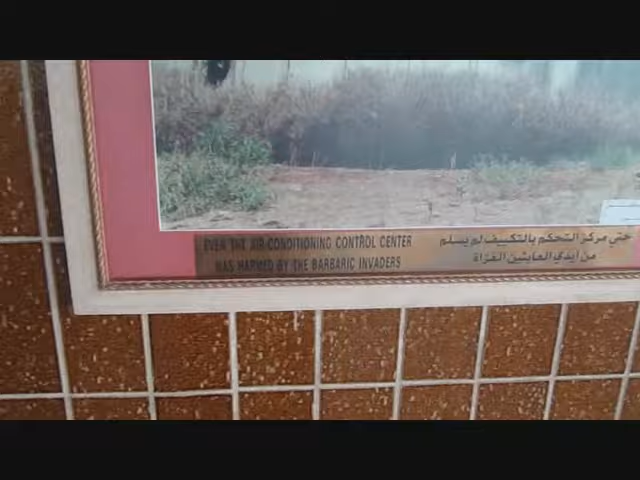 EVEN THE AIR-CONDITIONING CONTROL CENTER
WAS HARMED BY THE BARBARIC INVADERS
حتي مركز التحكم بالتكييف لم يسلم
من أيدي العابثين الغزاة